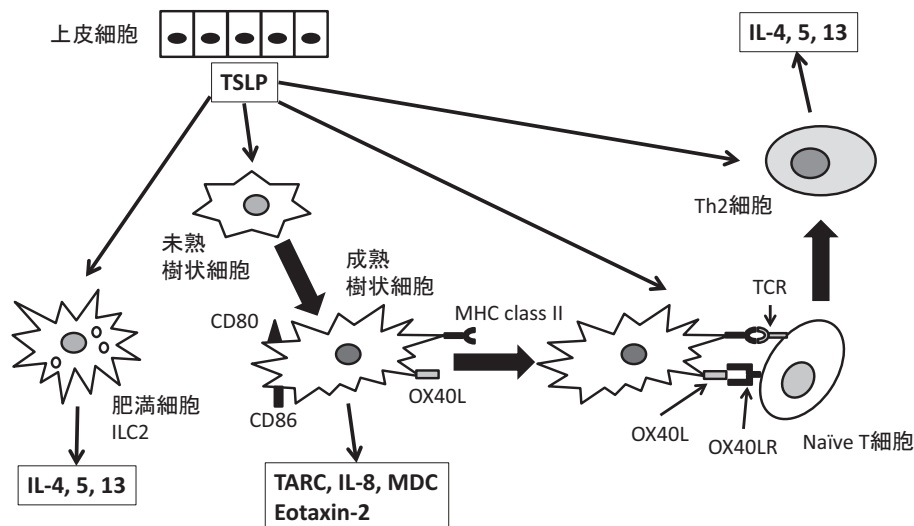 上皮細胞
TSLP
IL-4, 5, 13
Th2細胞
未熟
樹状細胞
成熟
樹状細胞
CD80
MHC class II
TCR
OX40L
CD86
肥満細胞
ILC2
OX40L
OX40LR
Naïve T細胞
IL-4, 5, 13
TARC, IL-8, MDC
Eotaxin-2